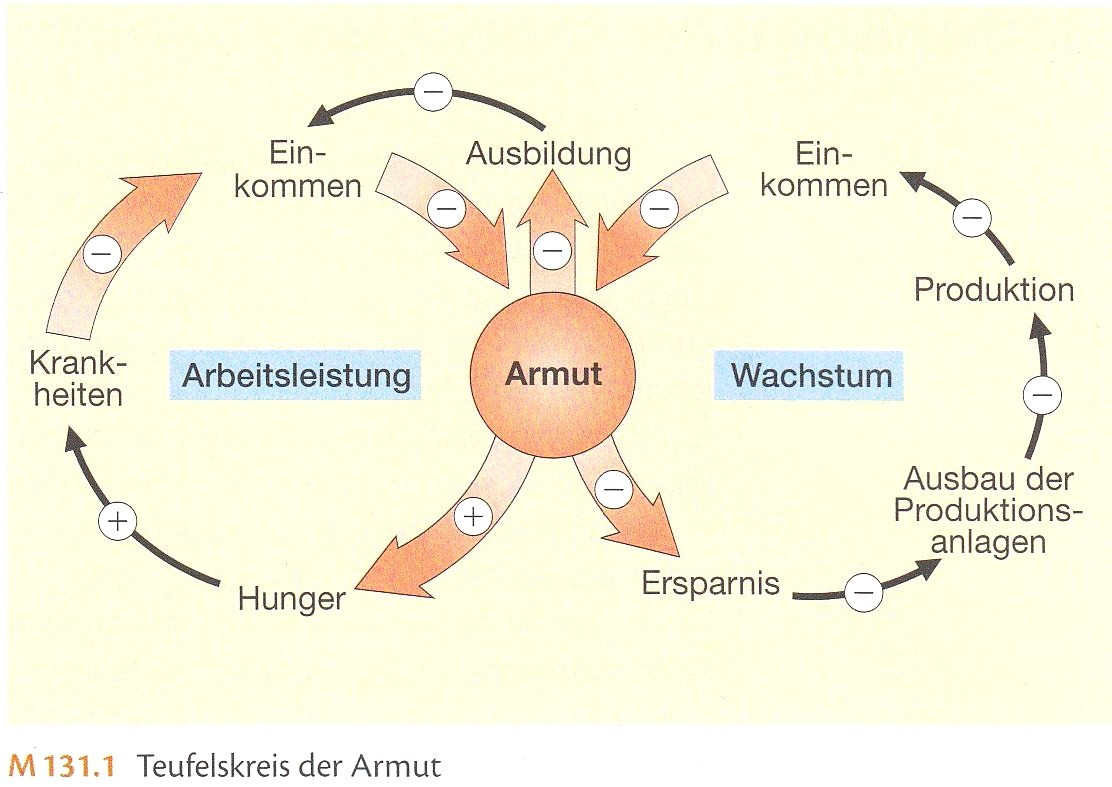 Ein-
kommen
Ausbildung
Ein-
kommen
Produktion
Krank-
heiten
Arbeitsleistung
Armut
Wachstum
Ausbau der
Produktions-
anlagen
Hunger
Ersparnis
M 131.1 Teufelskreis der Armut